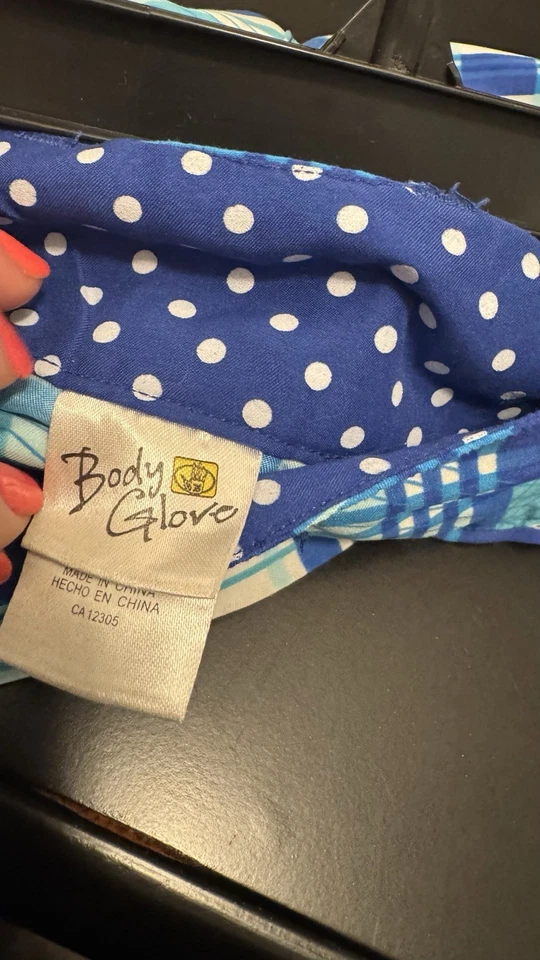 Body
Glove
MADE IN CHINA
HECHO EN CHINA
CA12305